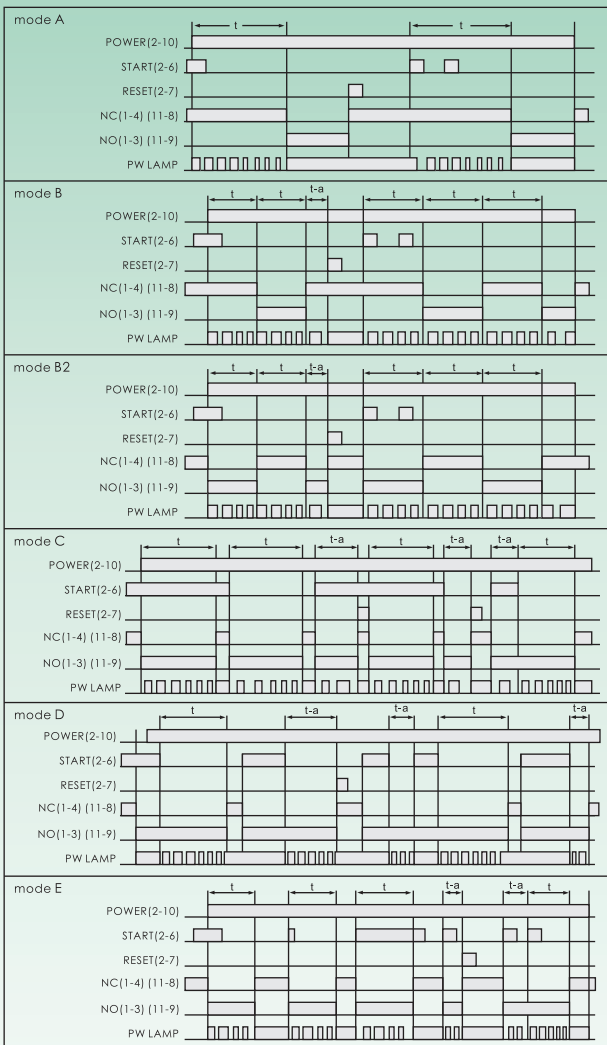 mode A
t t
POWER(2-10)
START(2-6)
RESET(2-7)
NC(1-4) (11-8)
NO(1-3) (11-9)
PW LAMP
mode B
t t t-a t t t
POWER(2-10)
START(2-6)
RESET(2-7)
NC(1-4) (11-8)
NO(1-3) (11-9)
PW LAMP
mode B2
t t t-a t t t
POWER(2-10)
START(2-6)
RESET(2-7)
NC(1-4) (11-8)
NO(1-3) (11-9)
PW LAMP
mode C
t t t-a t t-a t-a t
POWER(2-10)
START(2-6)
RESET(2-7)
NC(1-4) (11-8)
NO(1-3) (11-9)
PW LAMP
mode D
t t-a t-a t t-a
POWER(2-10)
START(2-6)
RESET(2-7)
NC(1-4) (11-8)
NO(1-3) (11-9)
PW LAMP
mode E
t t t t-a t-a t
POWER(2-10)
START(2-6)
RESET(2-7)
NC(1-4) (11-8)
NO(1-3) (11-9)
PW LAMP